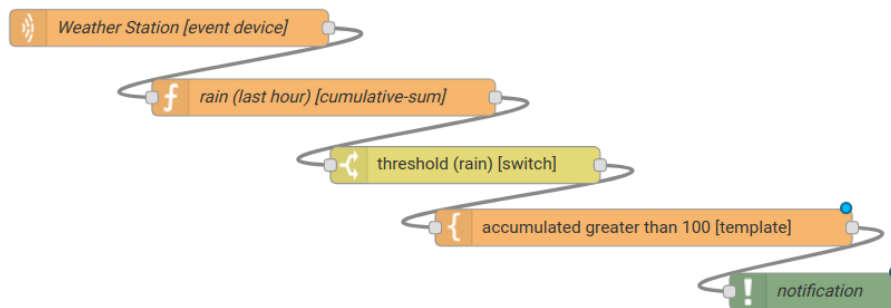 Weather Station [event device]
rain (last hour) [cumulative-sum]
threshold (rain) [switch]
accumulated greater than 100 [template]
notification